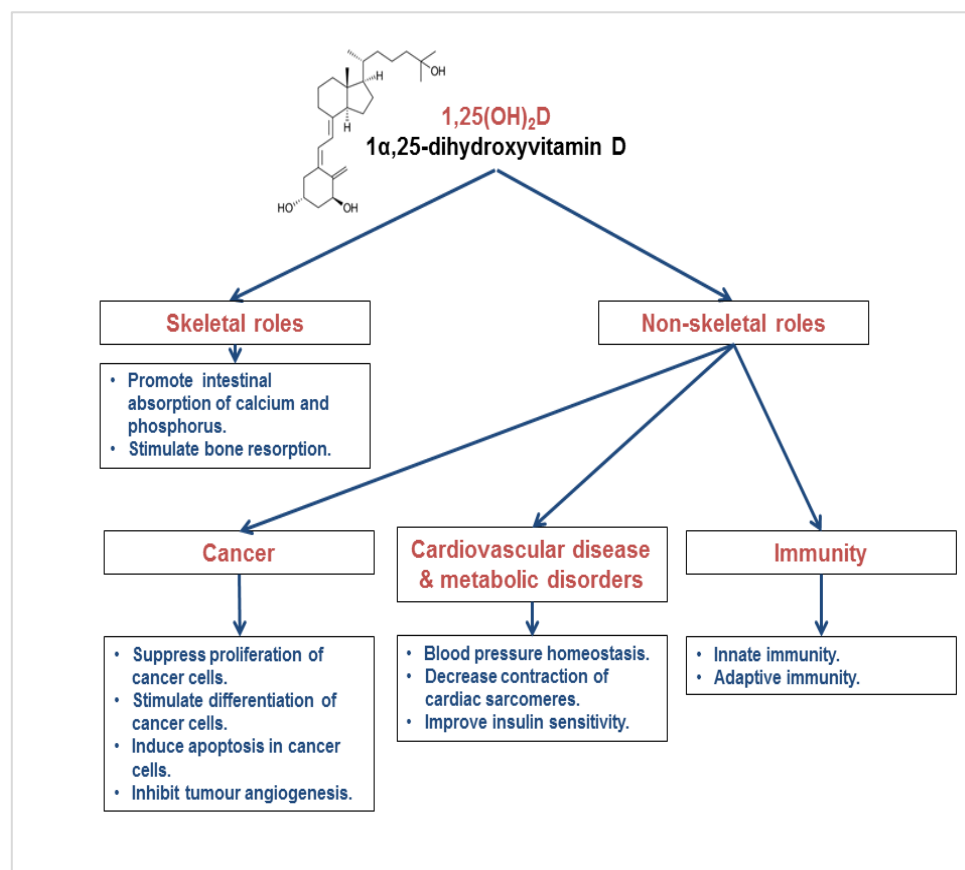 OH
H
H
HO
OH
1,25(OH)₂D
1α,25-dihydroxyvitamin D
Skeletal roles
Non-skeletal roles
• Promote intestinal
absorption of calcium and
phosphorus.
• Stimulate bone resorption.
Cancer
Cardiovascular disease
& metabolic disorders
Immunity
• Suppress proliferation of
cancer cells.
• Stimulate differentiation of
cancer cells.
• Induce apoptosis in cancer
cells.
• Inhibit tumour angiogenesis.
• Blood pressure homeostasis.
• Decrease contraction of
cardiac sarcomeres.
• Improve insulin sensitivity.
• Innate immunity.
• Adaptive immunity.